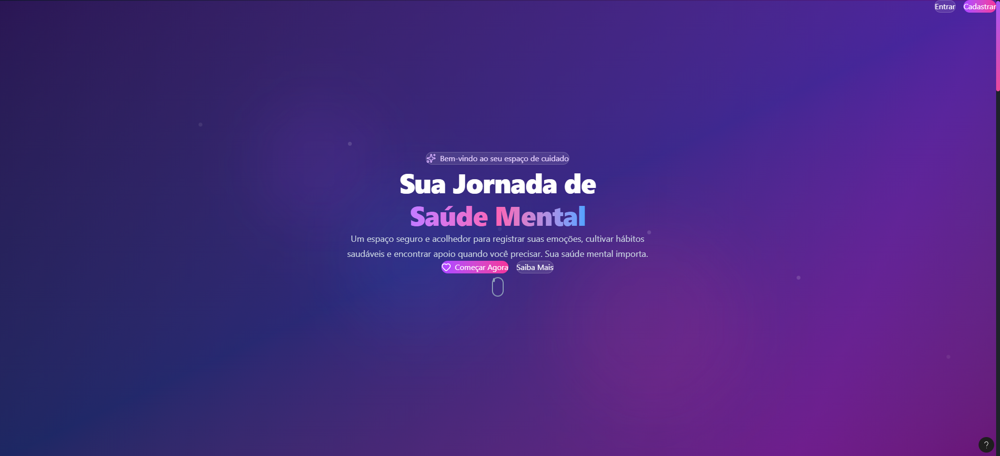 Entrar
Cadastrar
Bem-vindo ao seu espaço de cuidado
Sua Jornada de
Saúde Mental
Um espaço seguro e acolhedor para registrar suas emoções, cultivar hábitos
saudáveis e encontrar apoio quando você precisar. Sua saúde mental importa.
Começar Agora
Saiba Mais
?